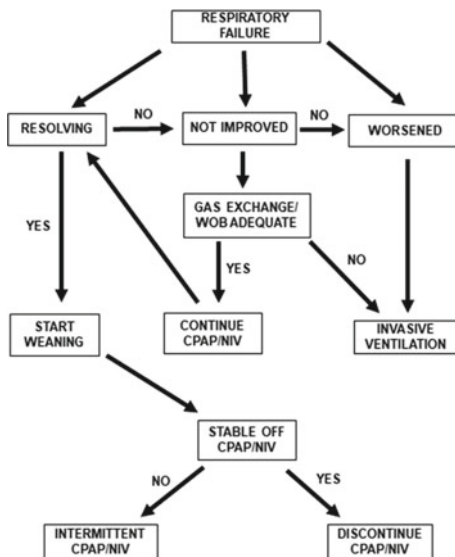 RESPIRATORY
FAILURE
RESOLVING
NO
NOT IMPROVED
NO
WORSENED
GAS EXCHANGE/
WOB ADEQUATE
YES
NO
YES
START
WEANING
CONTINUE
CPAP/NIV
INVASIVE
VENTILATION
STABLE OFF
CPAP/NIV
NO
YES
INTERMITTENT
CPAP/NIV
DISCONTINUE
CPAP/NIV